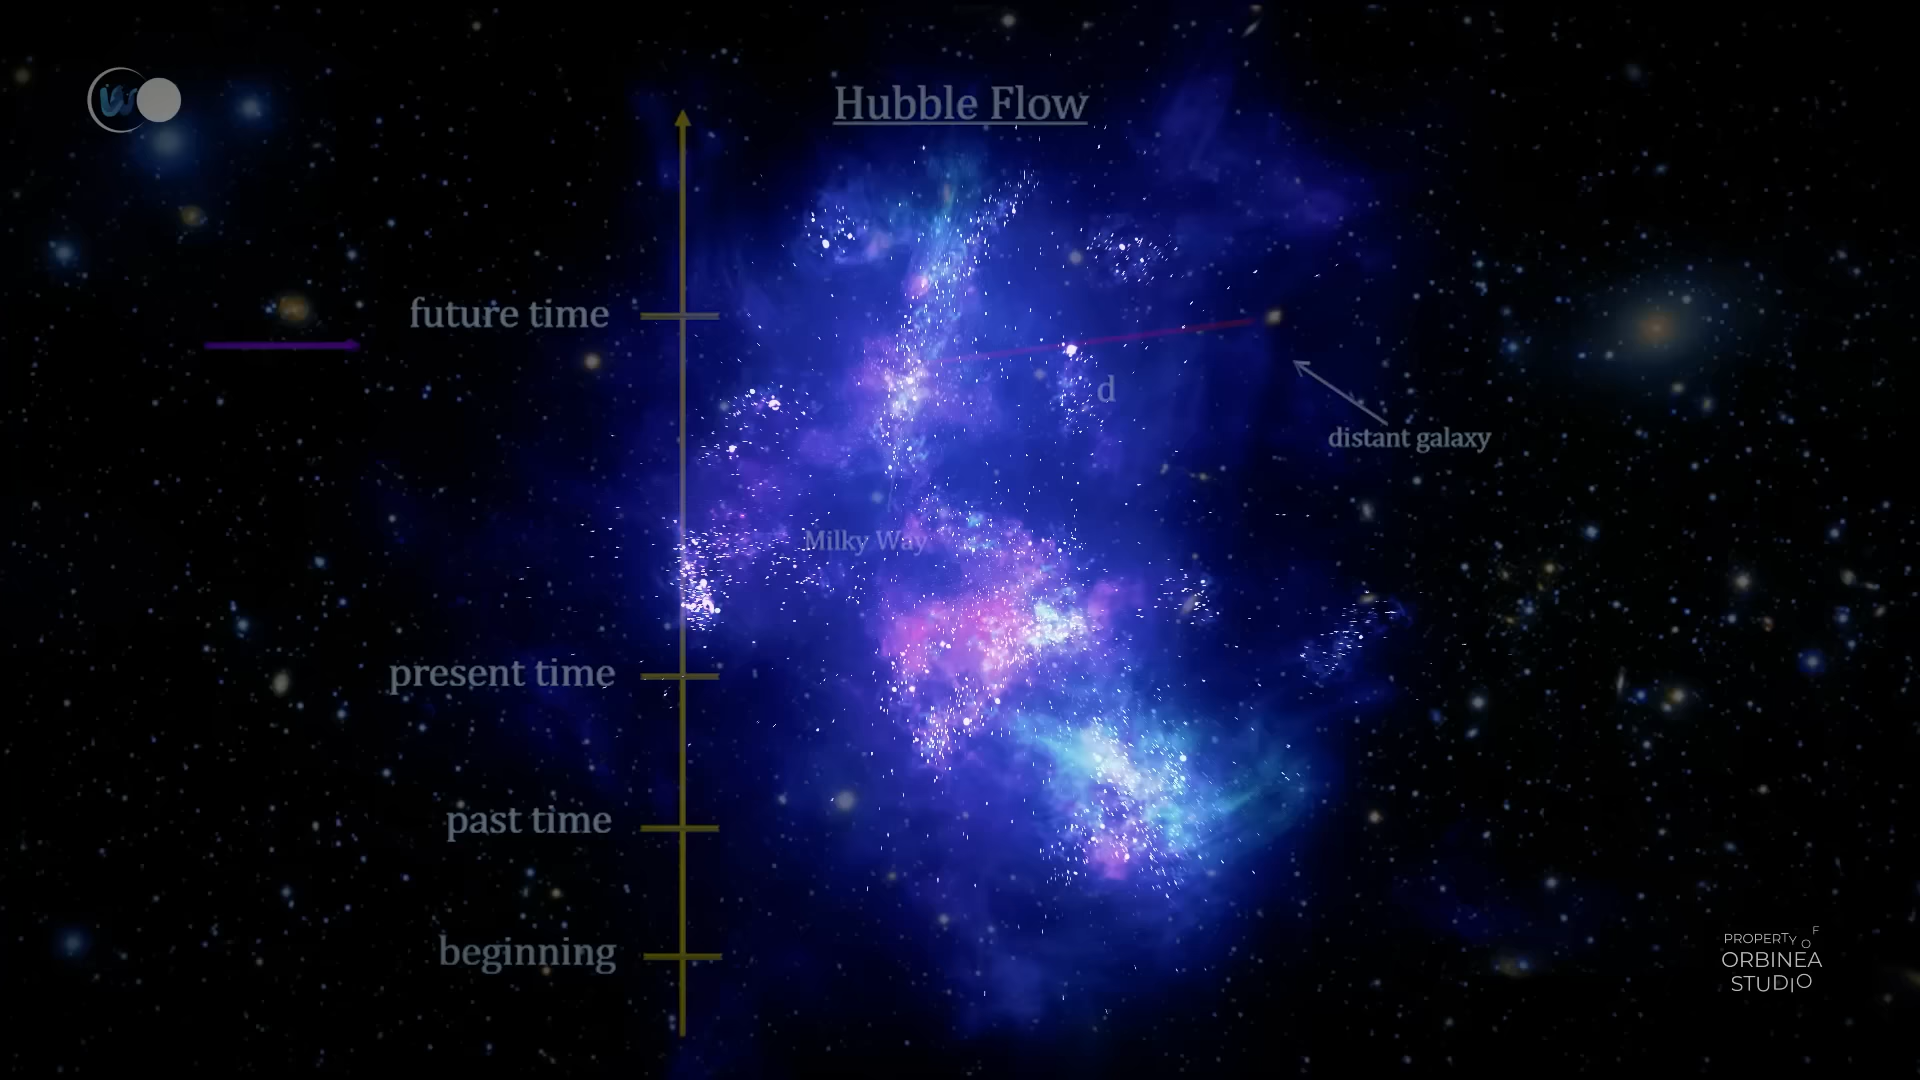 Hubble Flow
future time
d
distant galaxy
Milky Way
present time
past time
beginning
PROPERTY OF
ORBINEA
STUDIO